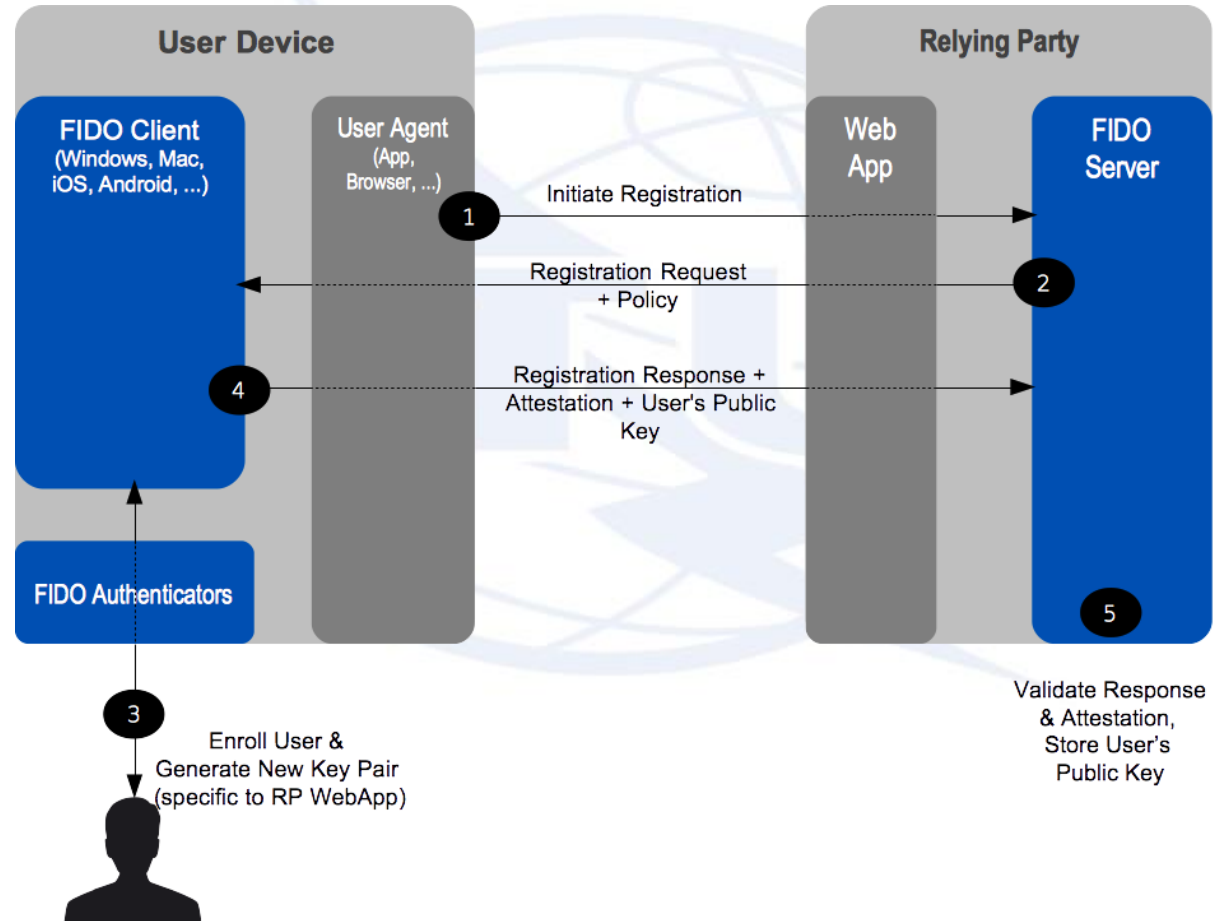 User Device
Relying Party
FIDO Client
(Windows, Mac,
iOS, Android, ...)
User Agent
(App,
Browser, ...)
Web
App
FIDO
Server
1
Initiate Registration
Registration Request
+ Policy
2
4
Registration Response +
Attestation + User's Public
Key
FIDO Authenticators
5
3
Enroll User &
Generate New Key Pair
(specific to RP WebApp)
Validate Response
& Attestation,
Store User’s
Public Key